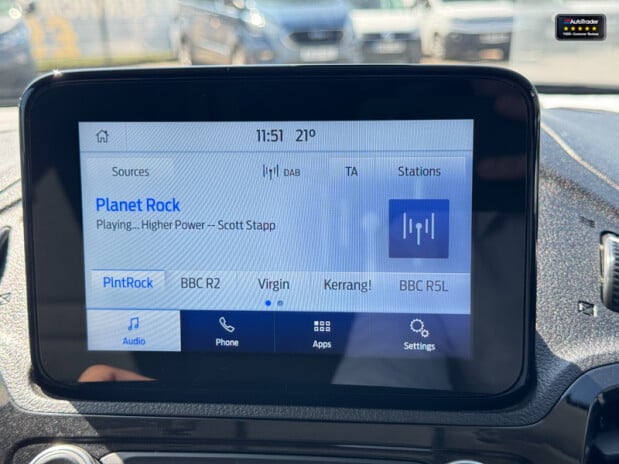 AutoTrader
11:51 21°
Sources
DAB
TA
Stations
Planet Rock
Playing... Higher Power -- Scott Stapp
PlntRock
BBC R2
Virgin
Kerrang!
BBC R5L
Audio
Phone
Apps
Settings